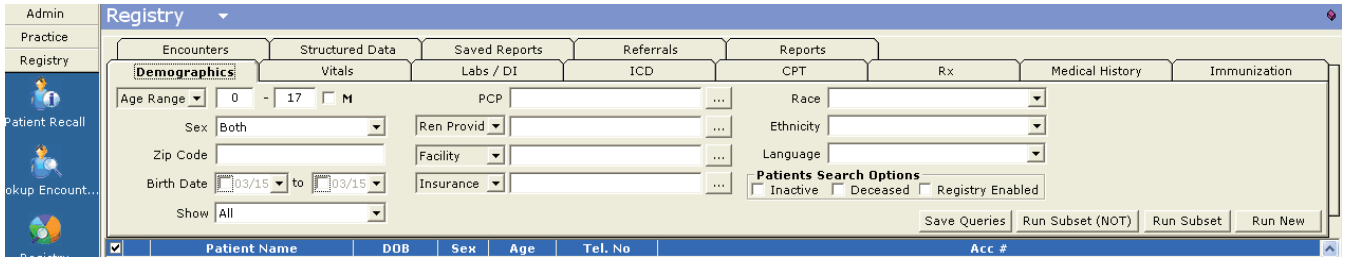 Admin
Practice
Registry
Patient Recall
okup Encount...
Registry
Registry
Encounters Structured Data Saved Reports Referrals Reports
Demographics Vitals Labs / DI ICD CPT Rx Medical History Immunization
Age Range 0 - 17 M PCP ... Race
Sex Both Ren Provid ... Ethnicity
Zip Code Facility ... Language
Birth Date 03/15 to 03/15 Insurance ... Patients Search Options
Inactive Deceased Registry Enabled
Show All
Save Queries Run Subset (NOT) Run Subset Run New
Patient Name DOB Sex Age Tel. No Acc #